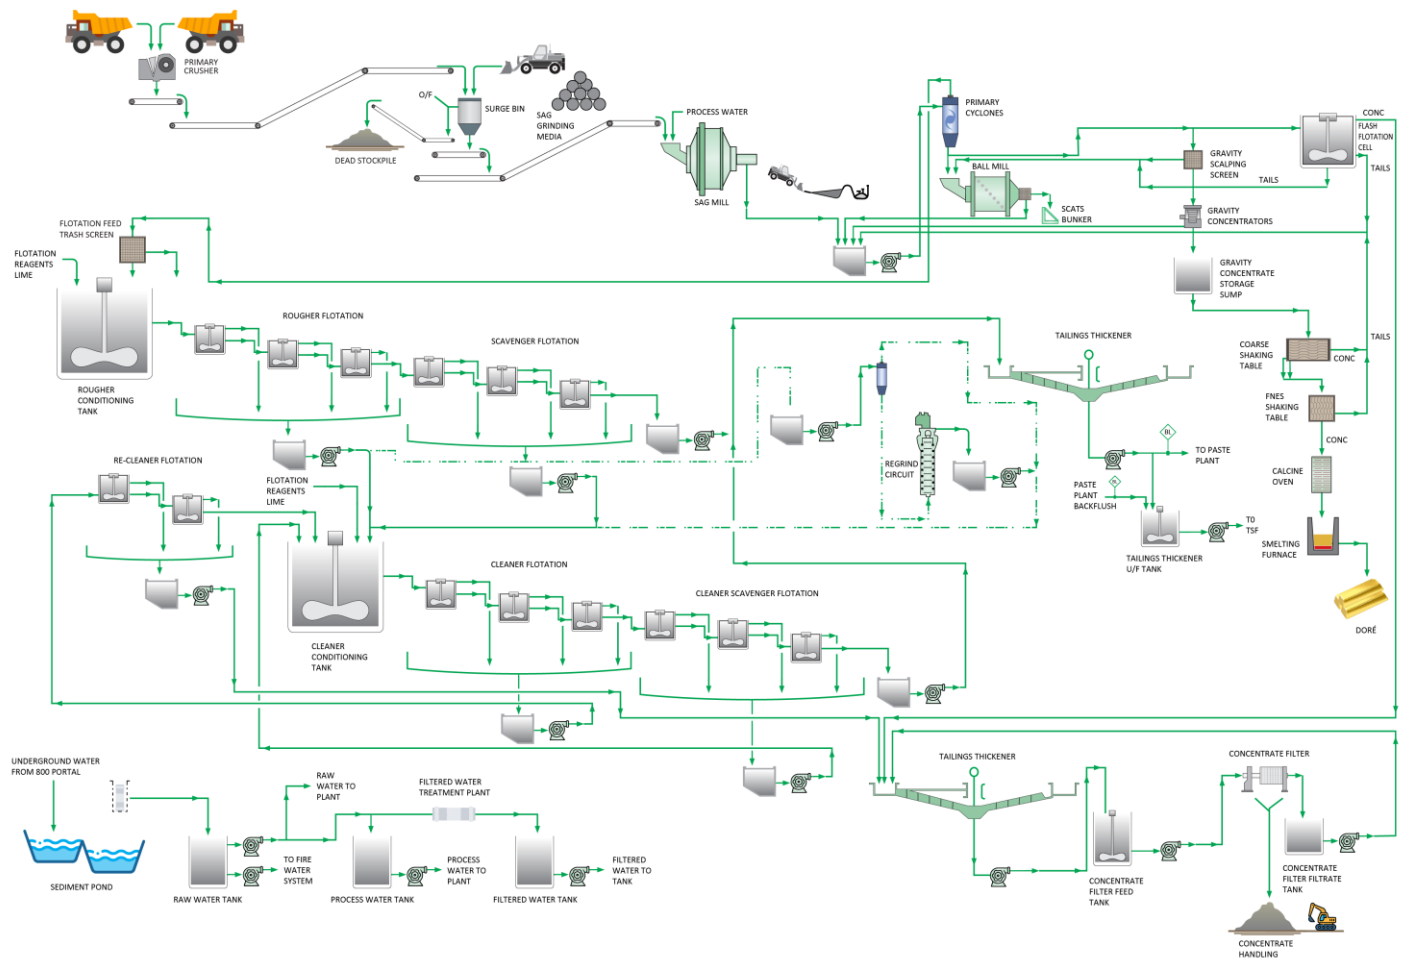 PRIMARY
CRUSHER
O/F
SURGE BIN
SAG
GRINDING
MEDIA
DEAD STOCKPILE
PROCESS WATER
SAG MILL
PRIMARY
CYCLONES
BALL MILL
SCATS
BUNKER
GRAVITY
SCALPING
SCREEN
TAILS
GRAVITY
CONCENTRATORS
CONC
FLASH
FLOTATION
CELL
TAILS
FLOTATION FEED
TRASH SCREEN
FLOTATION
REAGENTS
LIME
GRAVITY
CONCENTRATE
STORAGE
SUMP
ROUGHER FLOTATION
SCAVENGER FLOTATION
TAILINGS THICKENER
COARSE
SHAKING
TABLE
CONC
TAILS
ROUGHER
CONDITIONING
TANK
FNES
SHAKING
TABLE
CONC
RE-CLEANER FLOTATION
FLOTATION
REAGENTS
LIME
REGRIND
CIRCUIT
BL
TO PASTE
PLANT
BL
PASTE
PLANT
BACKFLUSH
CALCINE
OVEN
TO
TSF
TAILINGS THICKENER
U/F TANK
SMELTING
FURNACE
DORÉ
CLEANER FLOTATION
CLEANER SCAVENGER FLOTATION
CLEANER
CONDITIONING
TANK
UNDERGROUND WATER
FROM 800 PORTAL
RAW
WATER TO
PLANT
FILTERED WATER
TREATMENT PLANT
TAILINGS THICKENER
CONCENTRATE FILTER
SEDIMENT POND
TO FIRE
WATER
SYSTEM
PROCESS
WATER TO
PLANT
FILTERED
WATER TO
TANK
RAW WATER TANK
PROCESS WATER TANK
FILTERED WATER TANK
CONCENTRATE
FILTER FEED
TANK
CONCENTRATE
FILTER FILTRATE
TANK
CONCENTRATE
HANDLING